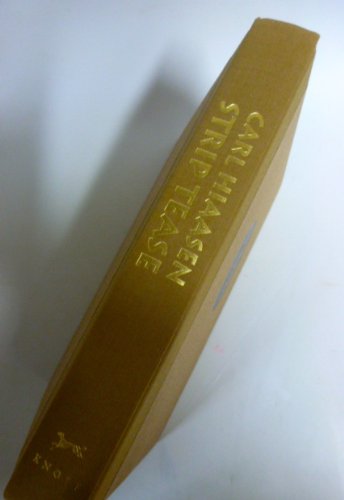 CARL HIAASEN
STRIP TEASE
KNOPF